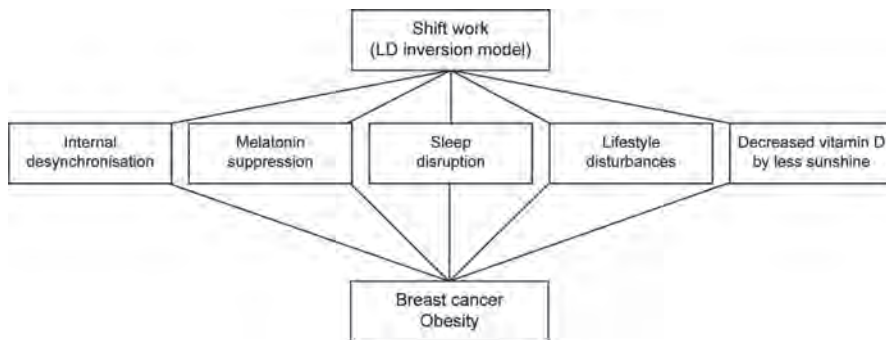 Shift work
(LD inversion model)
Internal
desynchronisation
Melatonin
suppression
Sleep
disruption
Lifestyle
disturbances
Decreased vitamin D
by less sunshine
Breast cancer
Obesity